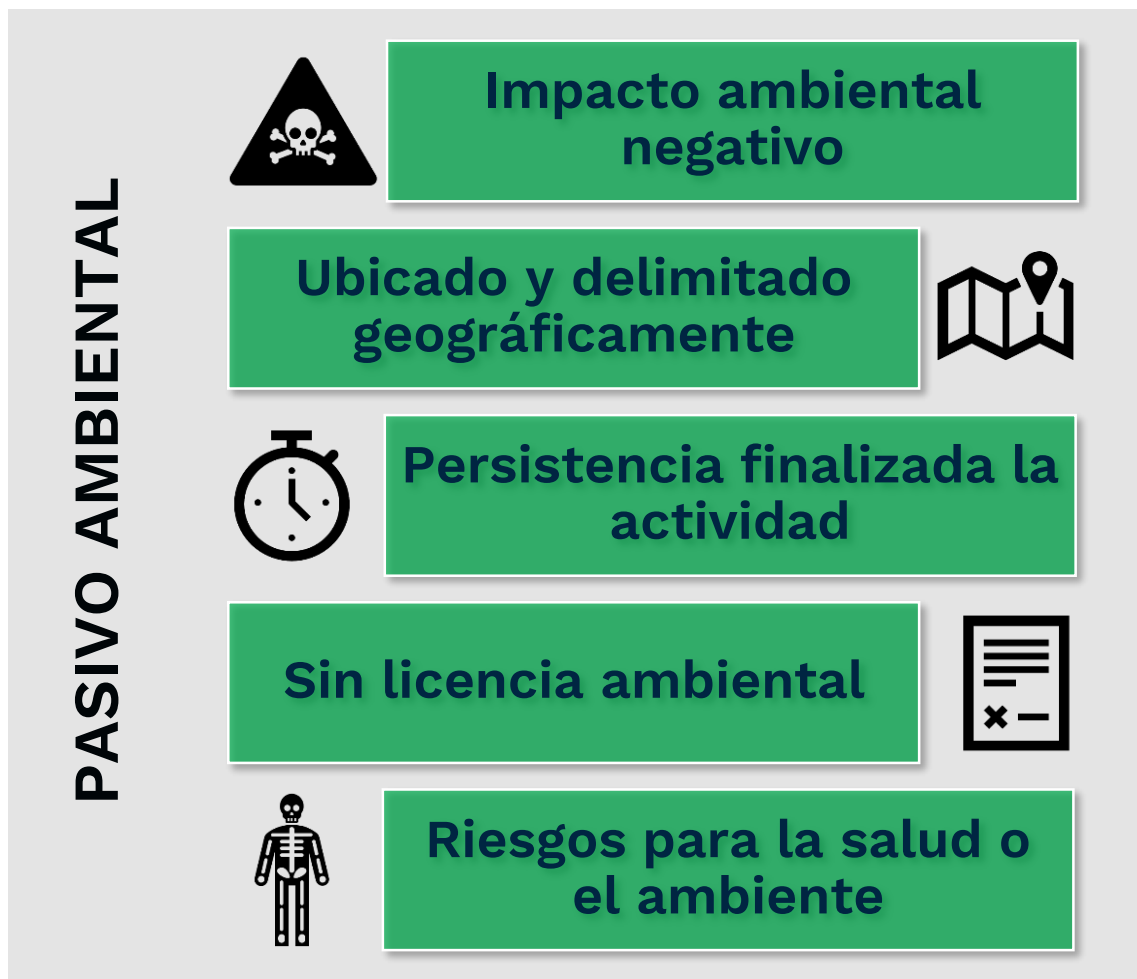 PASIVO AMBIENTAL
Impacto ambiental
negativo
Ubicado y delimitado
geográficamente
Persistencia finalizada la
actividad
Sin licencia ambiental
Riesgos para la salud o
el ambiente